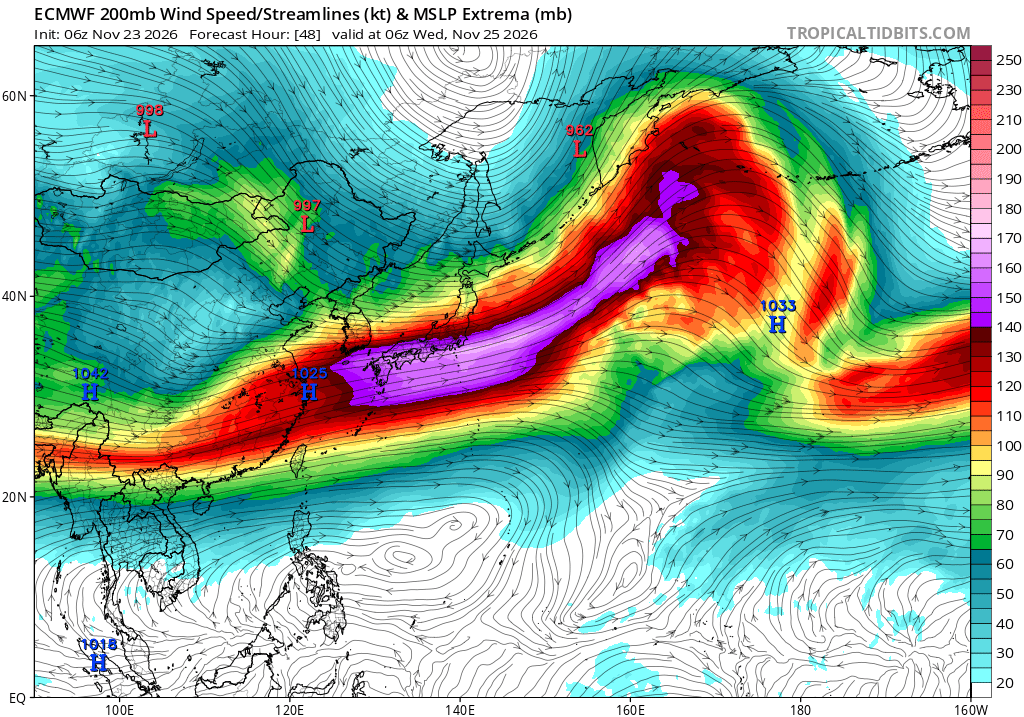 ECMWF 200mb Wind Speed/Streamlines (kt) & MSLP Extrema (mb)
Init: 06z Nov 23 2026 Forecast Hour: [48] valid at 06z Wed, Nov 25 2026
TROPICALTIDBITS.COM
60N
40N
20N
EQ
998
L
962
L
997
L
1033
H
1042
H
1025
H
1018
H
250
230
210
200
190
180
170
160
150
140
130
120
110
100
90
80
70
60
50
40
30
20
100E
120E
140E
160E
180
160W